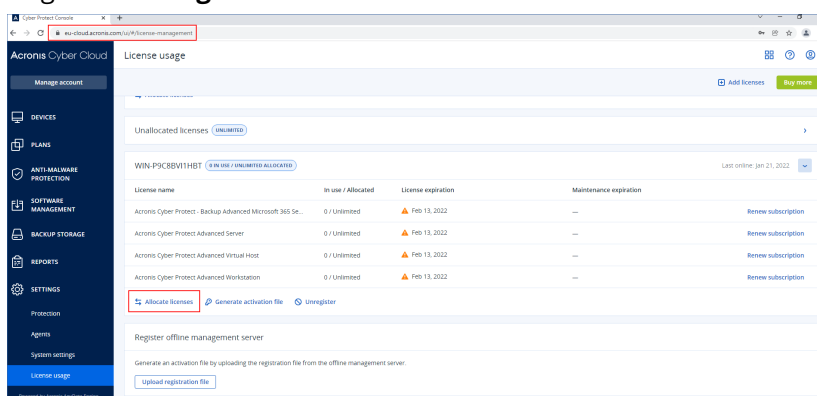 Cyber Protect Console
eu-cloud.acronis.com/ui/#/license-management
Acronis Cyber Cloud
License usage
Manage account
Add licenses
Buy more
DEVICES
Unallocated licenses UNLIMITED
PLANS
WIN-P9C8BVI1HBT 0 IN USE / UNLIMITED ALLOCATED
Last online: Jan 21, 2022
ANTI-MALWARE
PROTECTION
License name In use / Allocated License expiration Maintenance expiration
SOFTWARE
MANAGEMENT
Acronis Cyber Protect - Backup Advanced Microsoft 365 Se... 0 / Unlimited Feb 13, 2022 — Renew subscription
BACKUP STORAGE
Acronis Cyber Protect Advanced Server 0 / Unlimited Feb 13, 2022 — Renew subscription
REPORTS
Acronis Cyber Protect Advanced Virtual Host 0 / Unlimited Feb 13, 2022 — Renew subscription
Acronis Cyber Protect Advanced Workstation 0 / Unlimited Feb 13, 2022 — Renew subscription
SETTINGS
Allocate licenses Generate activation file Unregister
Protection
Agents
Register offline management server
System settings
Generate an activation file by uploading the registration file from the offline management server.
License usage
Upload registration file